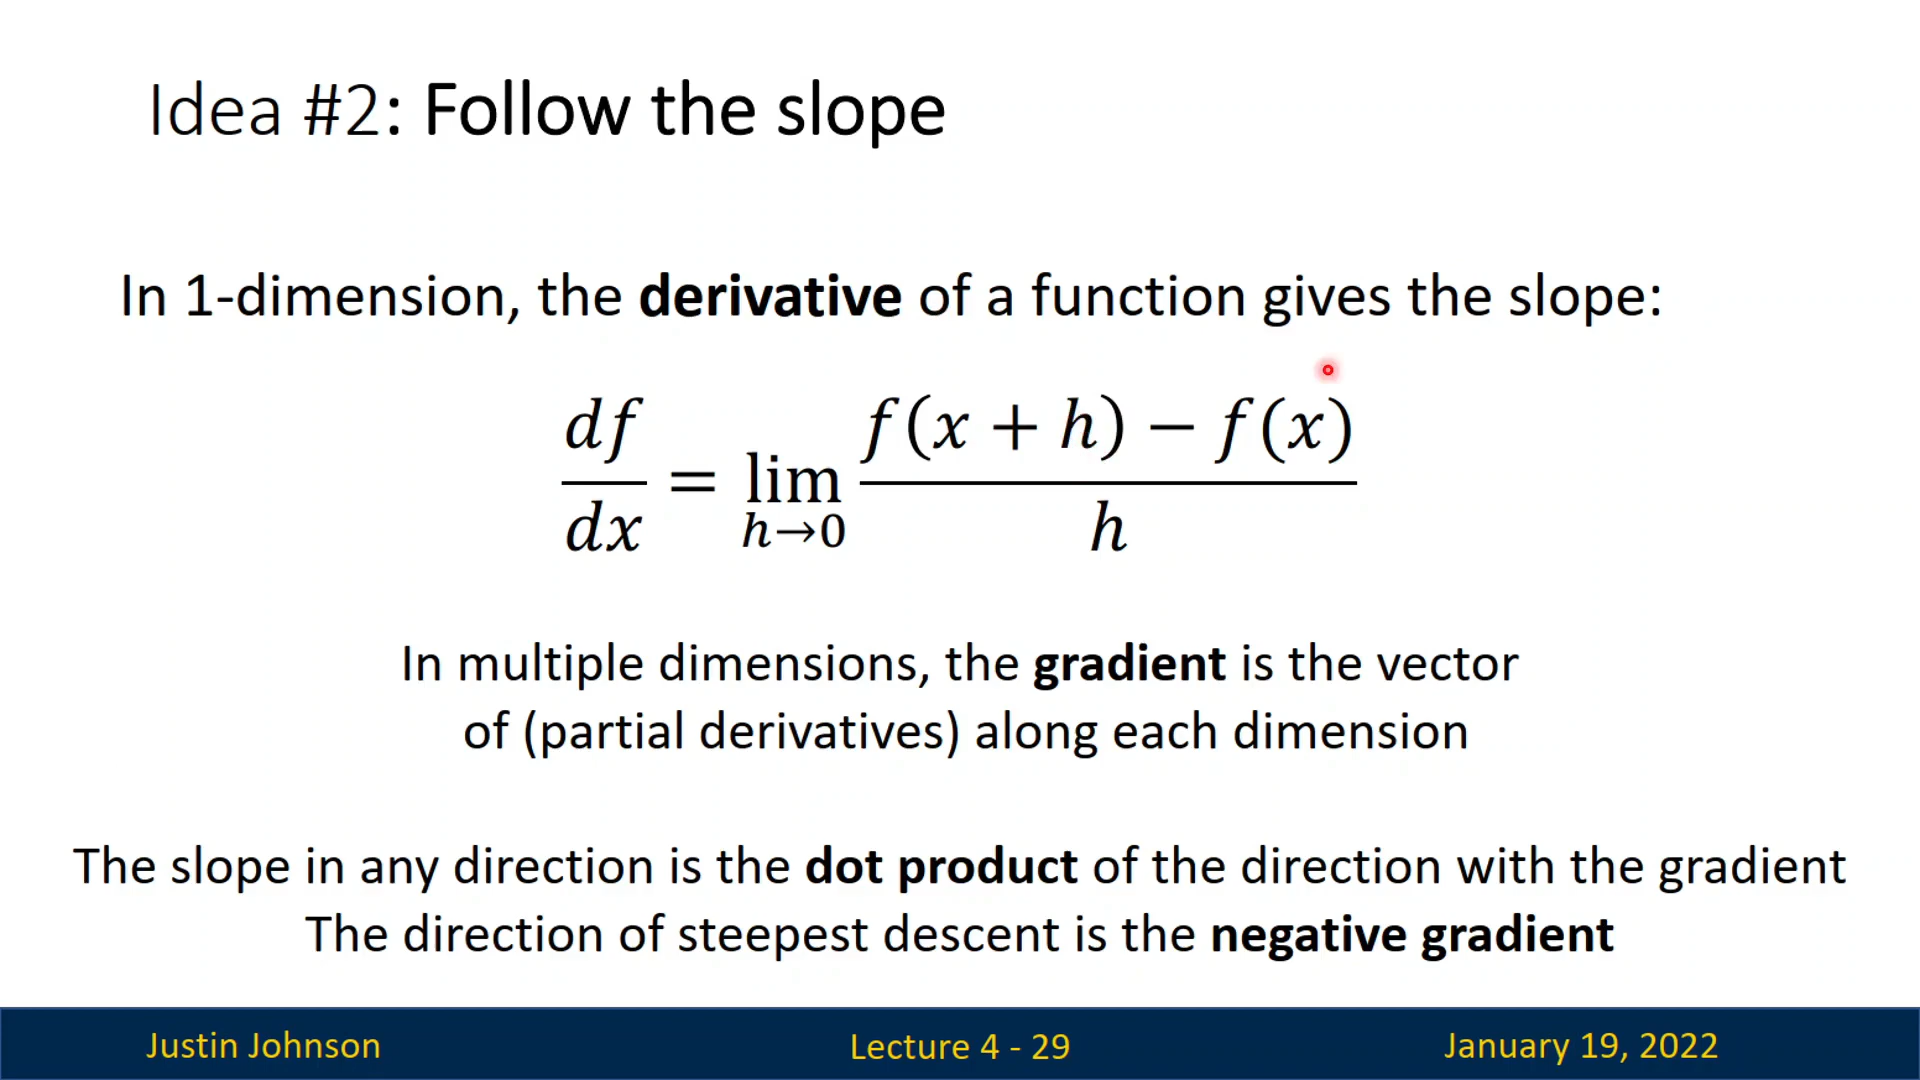 Idea #2: Follow the slope
In 1-dimension, the derivative of a function gives the slope:
df/dx = lim h→0 f(x + h) − f(x) / h
In multiple dimensions, the gradient is the vector
of (partial derivatives) along each dimension
The slope in any direction is the dot product of the direction with the gradient
The direction of steepest descent is the negative gradient
Justin Johnson
Lecture 4 - 29
January 19, 2022